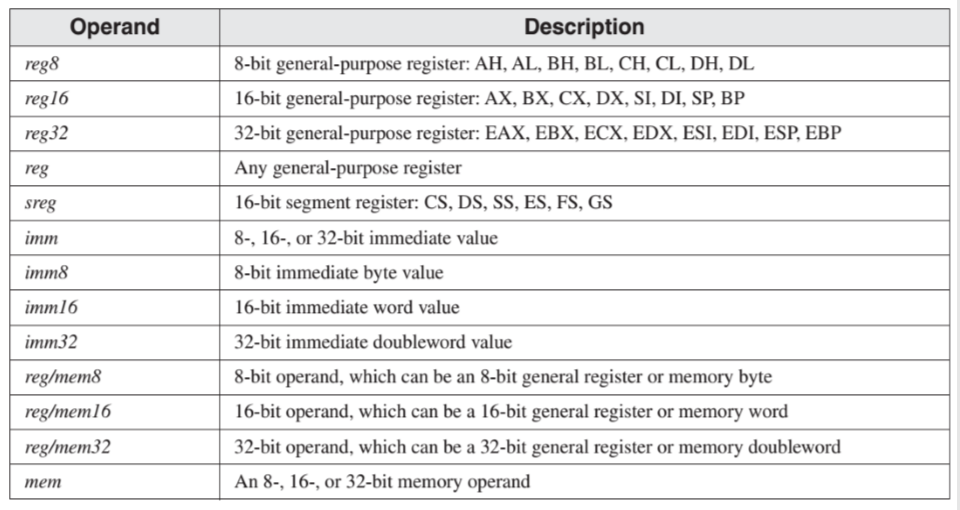 Operand Description
reg8 8-bit general-purpose register: AH, AL, BH, BL, CH, CL, DH, DL
reg16 16-bit general-purpose register: AX, BX, CX, DX, SI, DI, SP, BP
reg32 32-bit general-purpose register: EAX, EBX, ECX, EDX, ESI, EDI, ESP, EBP
reg Any general-purpose register
sreg 16-bit segment register: CS, DS, SS, ES, FS, GS
imm 8-, 16-, or 32-bit immediate value
imm8 8-bit immediate byte value
imm16 16-bit immediate word value
imm32 32-bit immediate doubleword value
reg/mem8 8-bit operand, which can be an 8-bit general register or memory byte
reg/mem16 16-bit operand, which can be a 16-bit general register or memory word
reg/mem32 32-bit operand, which can be a 32-bit general register or memory doubleword
mem An 8-, 16-, or 32-bit memory operand